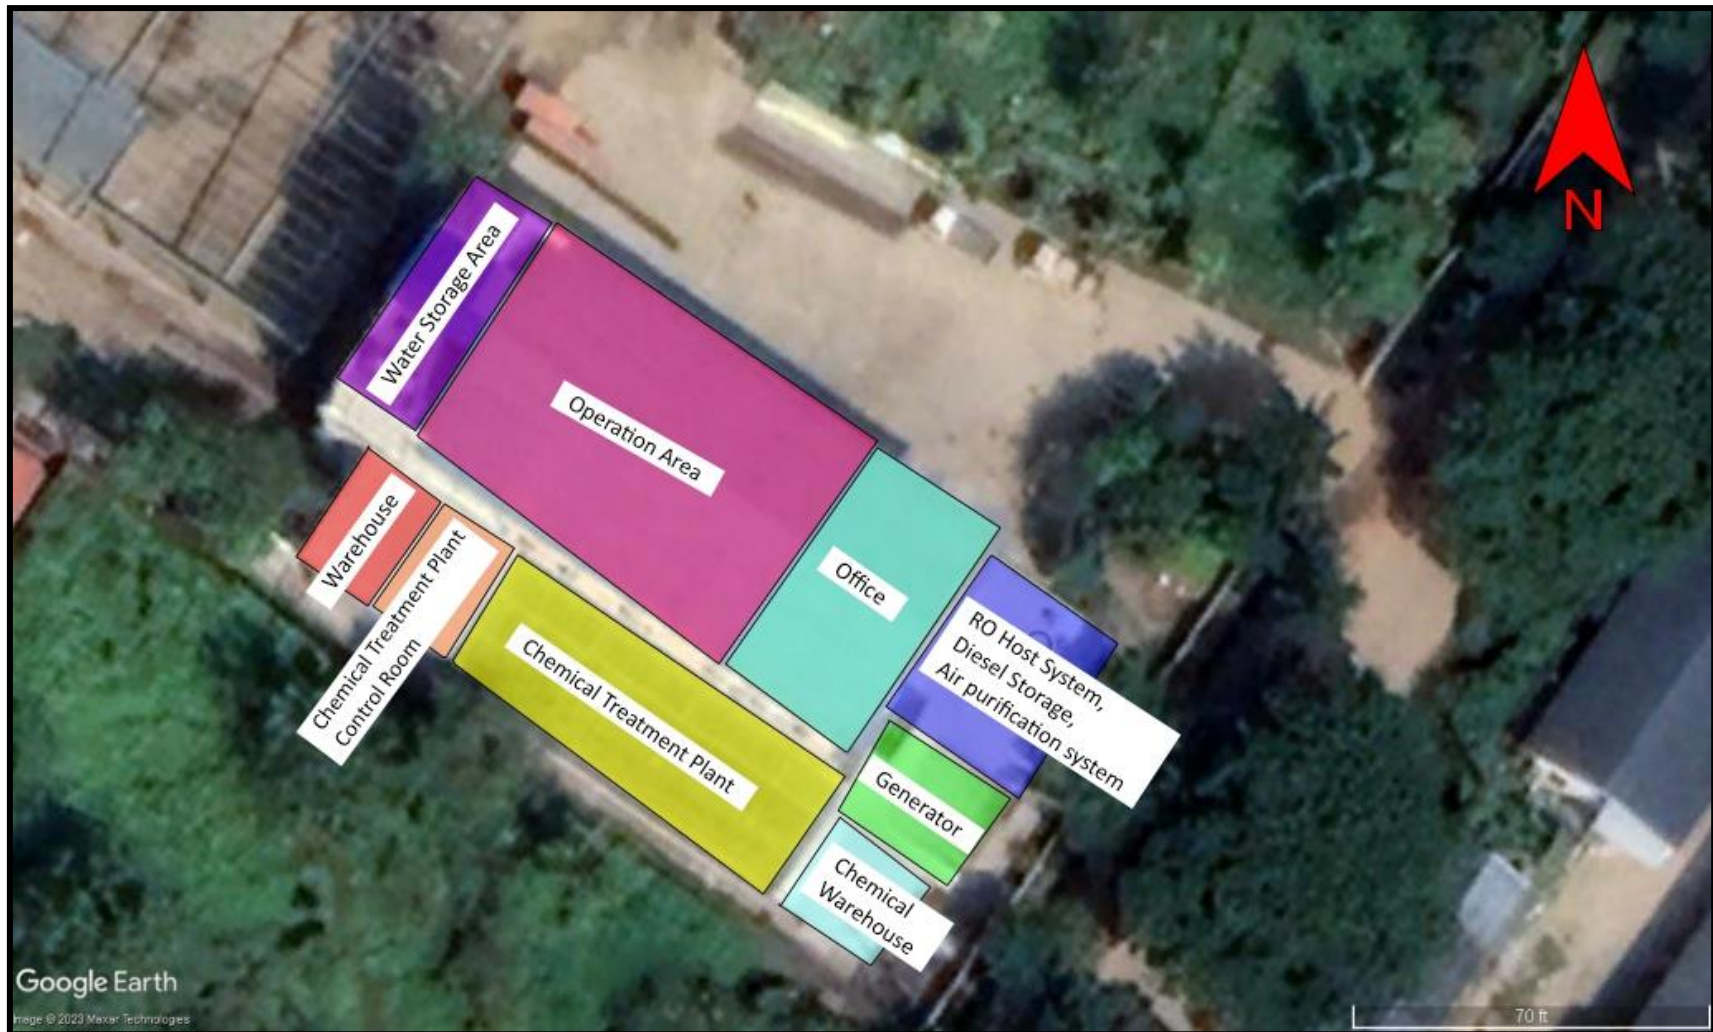 N
Water Storage Area
Operation Area
Warehouse
Chemical Treatment Plant
Control Room
Office
RO Host System,
Diesel Storage,
Air purification system
Chemical Treatment Plant
Generator
Chemical
Warehouse
Google Earth
Image © 2023 Maxar Technologies
70 ft